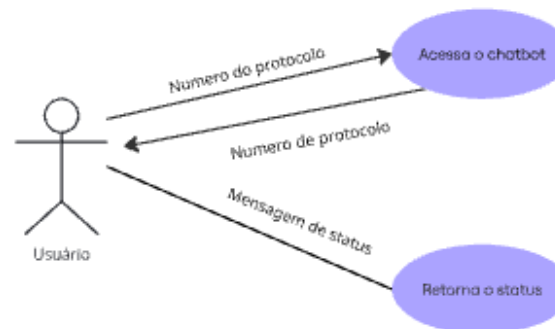 Acessa o chatbot
Numero do protocolo
Numero de protocolo
Usuário
Mensagem de status
Retorna o status